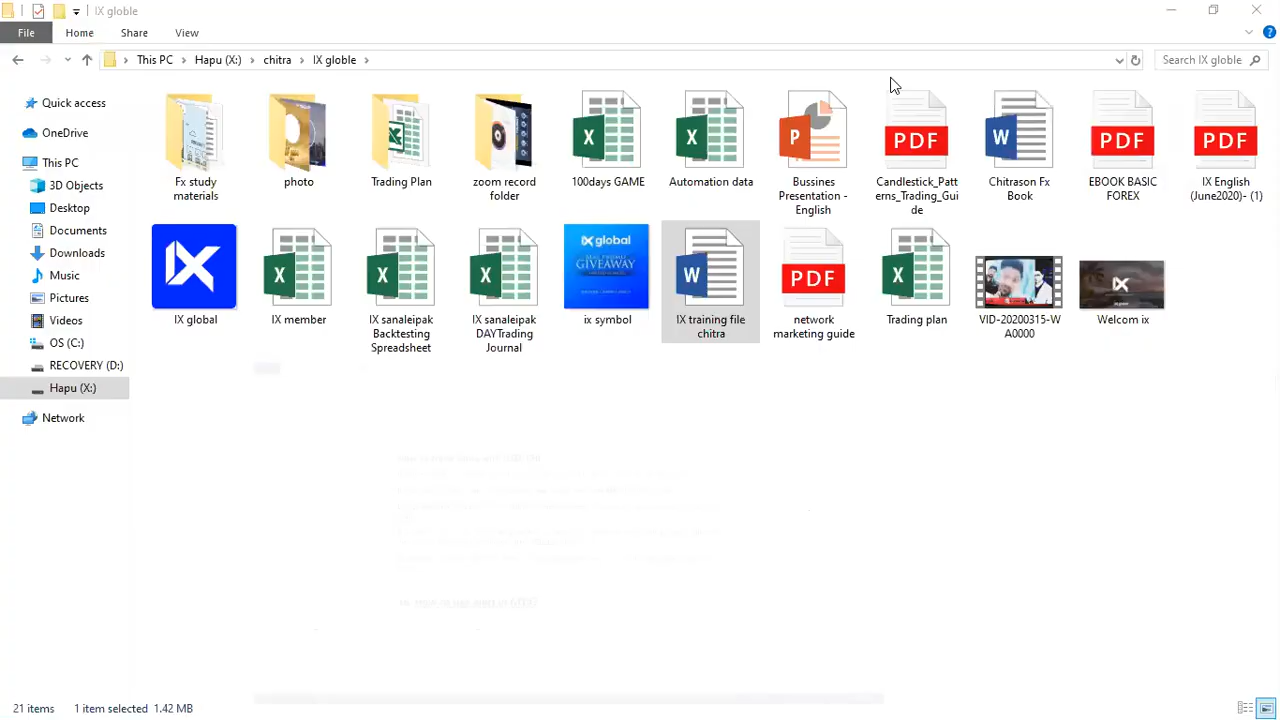 IX globle
File Home Share View
This PC Hapu (X:) chitra IX globle
Search IX globle
Quick access
OneDrive
This PC
3D Objects
Desktop
Documents
Downloads
Music
Pictures
Videos
OS (C:)
RECOVERY (D:)
Hapu (X:)
Network
Fx study
materials
photo
Trading Plan
zoom record
folder
X
100days GAME
X
Automation data
P
Bussines
Presentation -
English
PDF
Candlestick_Patt
erns_Trading_Gui
de
W
Chitrason Fx
Book
PDF
EBOOK BASIC
FOREX
PDF
IX English
(June2020)- (1)
IX global
X
IX member
X
IX sanaleipak
Backtesting
Spreadsheet
X
IX sanaleipak
DAYTrading
Journal
global
GIVEAWAY
ix symbol
W
IX training file
chitra
PDF
network
marketing guide
X
Trading plan
VID-20200315-W
A0000
Welcom ix
21 items 1 item selected 1.42 MB